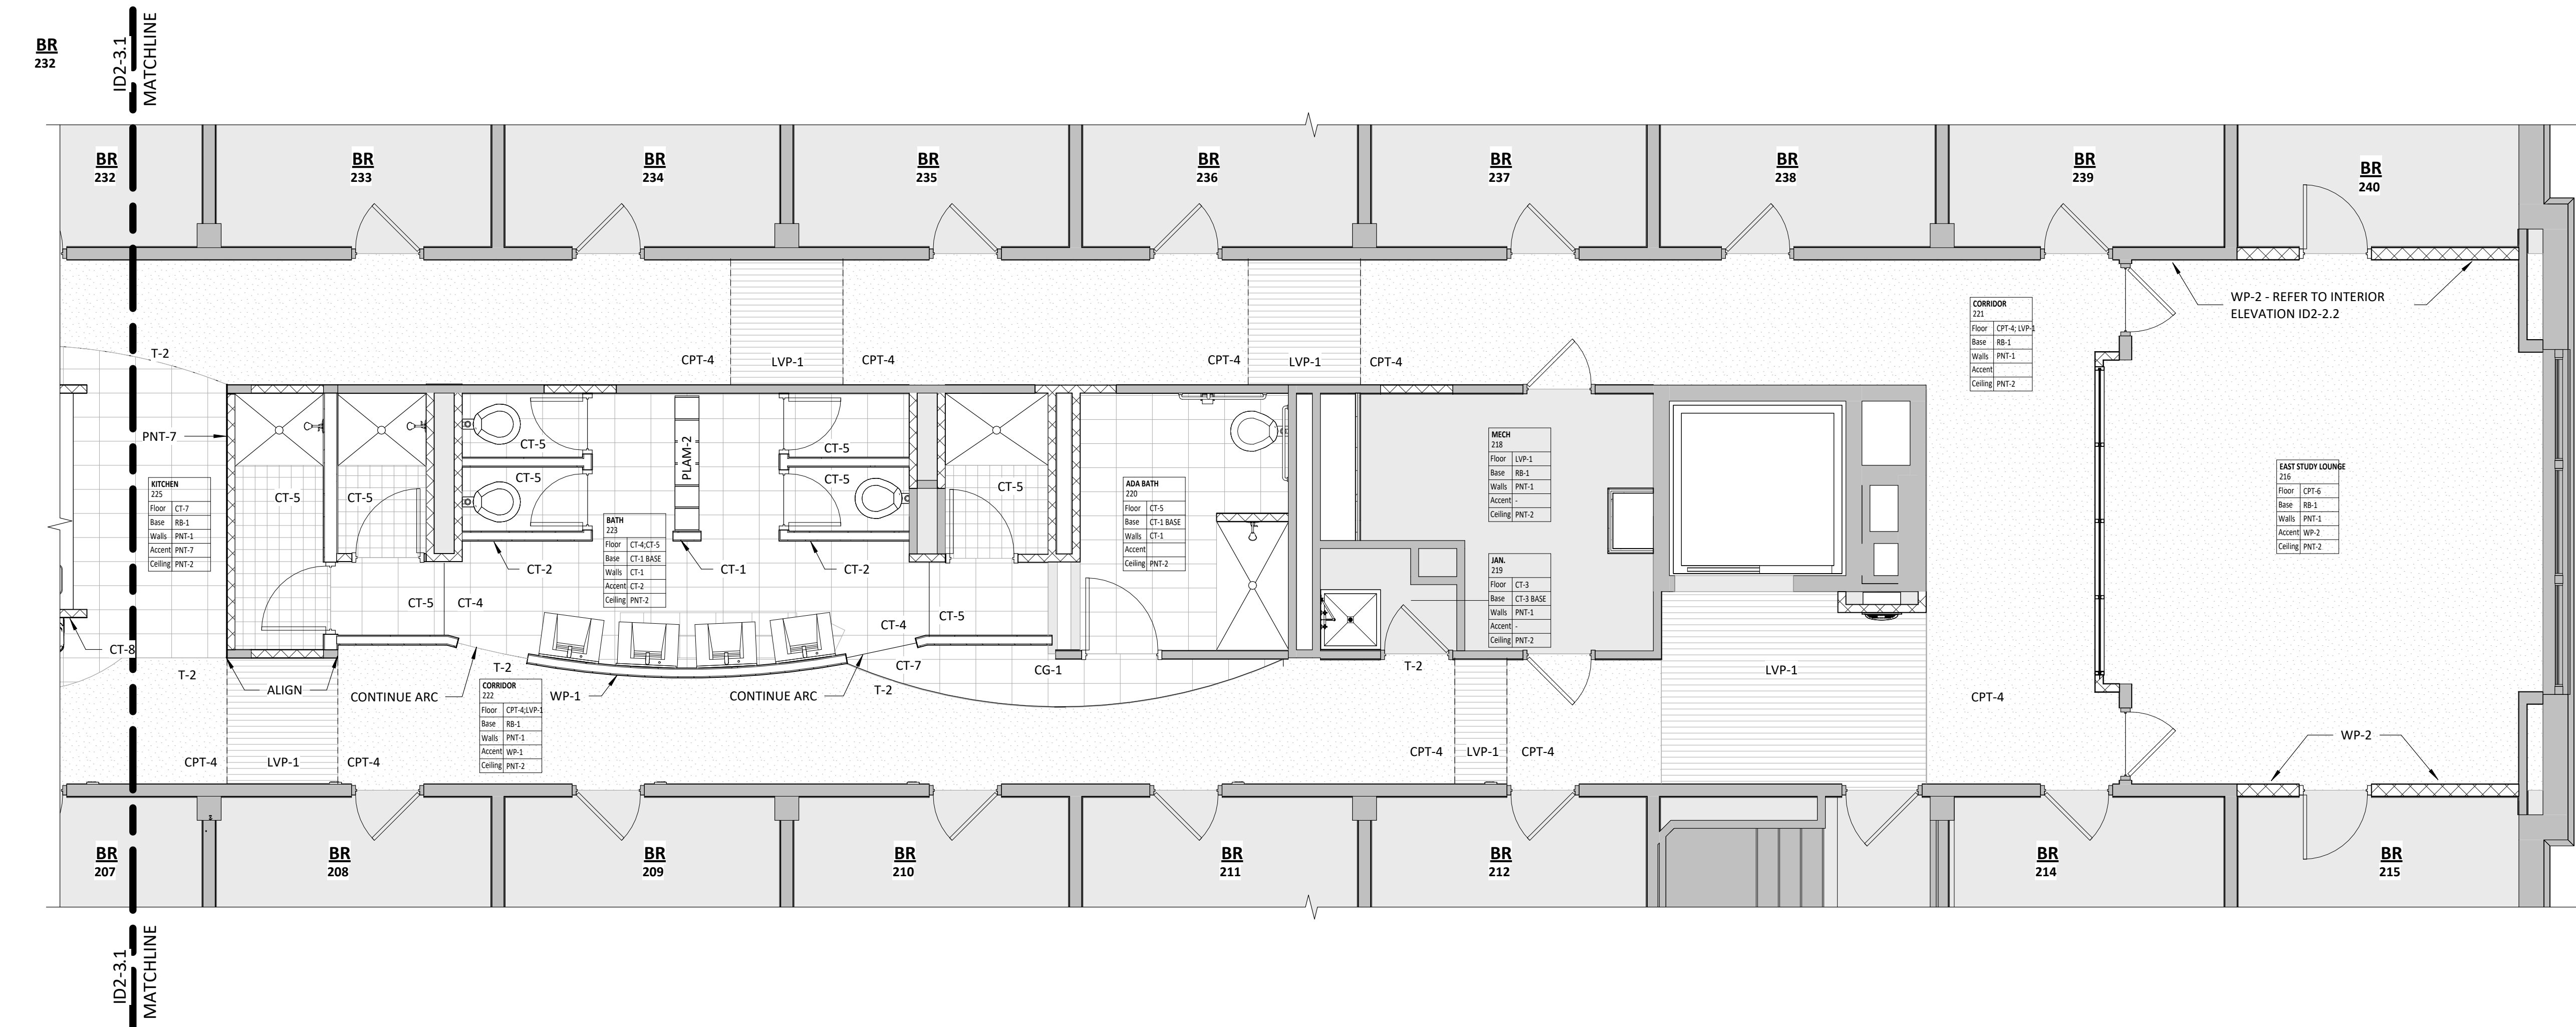 BR
232
ID2-3.1
MATCHLINE
BR
232
BR
233
BR
234
BR
235
BR
236
BR
237
BR
238
BR
239
BR
240
WP-2 - REFER TO INTERIOR
ELEVATION ID2-2.2
CORRIDOR
221
Floor CPT-4; LVP-1
Base RB-1
Walls PNT-1
Accent
Ceiling PNT-2
T-2
CPT-4
LVP-1
CPT-4
CPT-4
LVP-1
CPT-4
PNT-7
KITCHEN
225
Floor CT-7
Base RB-1
Walls PNT-1
Accent PNT-7
Ceiling PNT-2
CT-5
CT-5
CT-5
CT-5
PLAM-2
CT-5
CT-5
CT-5
CT-2
CT-1
CT-2
BATH
223
Floor CT-4;CT-5
Base CT-1 BASE
Walls CT-1
Accent CT-2
Ceiling PNT-2
ADA BATH
220
Floor CT-5
Base CT-1 BASE
Walls CT-1
Accent
Ceiling PNT-2
MECH
218
Floor LVP-1
Base RB-1
Walls PNT-1
Accent -
Ceiling PNT-2
JAN.
219
Floor CT-3
Base CT-3 BASE
Walls PNT-1
Accent -
Ceiling PNT-2
EAST STUDY LOUNGE
216
Floor CPT-6
Base RB-1
Walls PNT-1
Accent WP-2
Ceiling PNT-2
CT-5
CT-4
CT-4
CT-5
CT-8
T-2
ALIGN
CONTINUE ARC
T-2
WP-1
CONTINUE ARC
CT-7
T-2
CG-1
T-2
LVP-1
CPT-4
CORRIDOR
222
Floor CPT-4;LVP-1
Base RB-1
Walls PNT-1
Accent WP-1
Ceiling PNT-2
CPT-4
LVP-1
CPT-4
CPT-4
LVP-1
CPT-4
WP-2
BR
207
BR
208
BR
209
BR
210
BR
211
BR
212
BR
214
BR
215
ID2-3.1
MATCHLINE